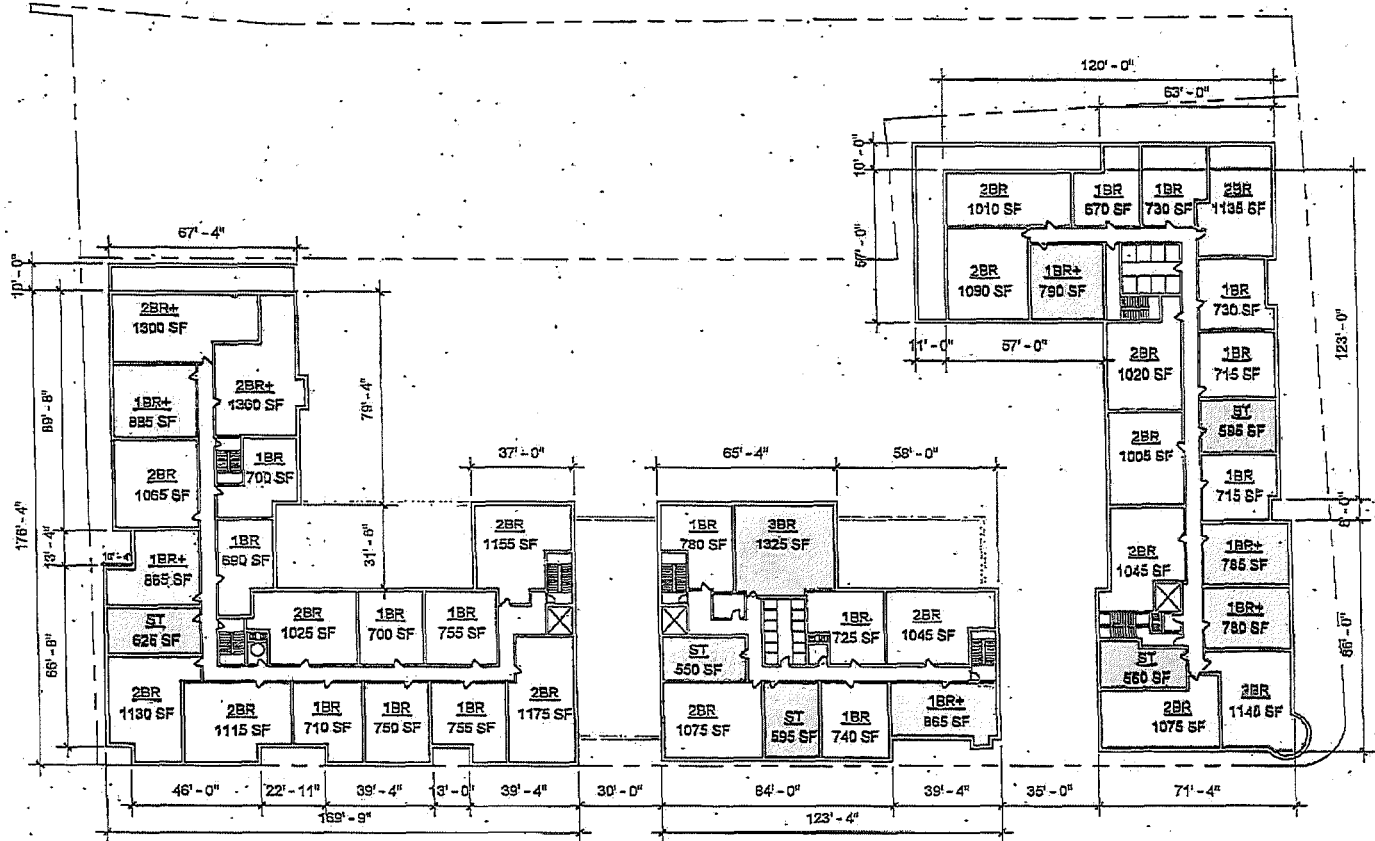 120'-0"
63'-0"
10'-0"
2BR
1010 SF
1BR
670 SF
1BR
730 SF
2BR
1135 SF
57'-0"
2BR
1090 SF
1BR+
790 SF
1BR
730 SF
123'-0"
11'-0"
57'-0"
2BR
1020 SF
1BR
715 SF
ST
585 SF
2BR
1005 SF
1BR
715 SF
8'-0"
2BR
1045 SF
1BR+
785 SF
1BR+
780 SF
86'-0"
ST
560 SF
2BR
1075 SF
1140 SF
67'-4"
10'-0"
2BR+
1300 SF
2BR+
1360 SF
1BR+
885 SF
89'-8"
79'-4"
2BR
1065 SF
1BR
700 SF
37'-0"
65'-4"
58'-0"
176'-4"
13'-4"
1BR+
865 SF
1BR
690 SF
31'-6"
2BR
1155 SF
1BR
780 SF
3BR
1325 SF
ST
625 SF
2BR
1025 SF
1BR
700 SF
1BR
755 SF
1BR
725 SF
2BR
1045 SF
66'-8"
ST
550 SF
2BR
1130 SF
2BR
1115 SF
1BR
710 SF
1BR
750 SF
1BR
755 SF
2BR
1175 SF
2BR
1075 SF
ST
595 SF
1BR
740 SF
1BR+
865 SF
46'-0"
22'-11"
39'-4"
13'-0"
39'-4"
30'-0"
84'-0"
39'-4"
35'-0"
71'-4"
169'-9"
123'-4"